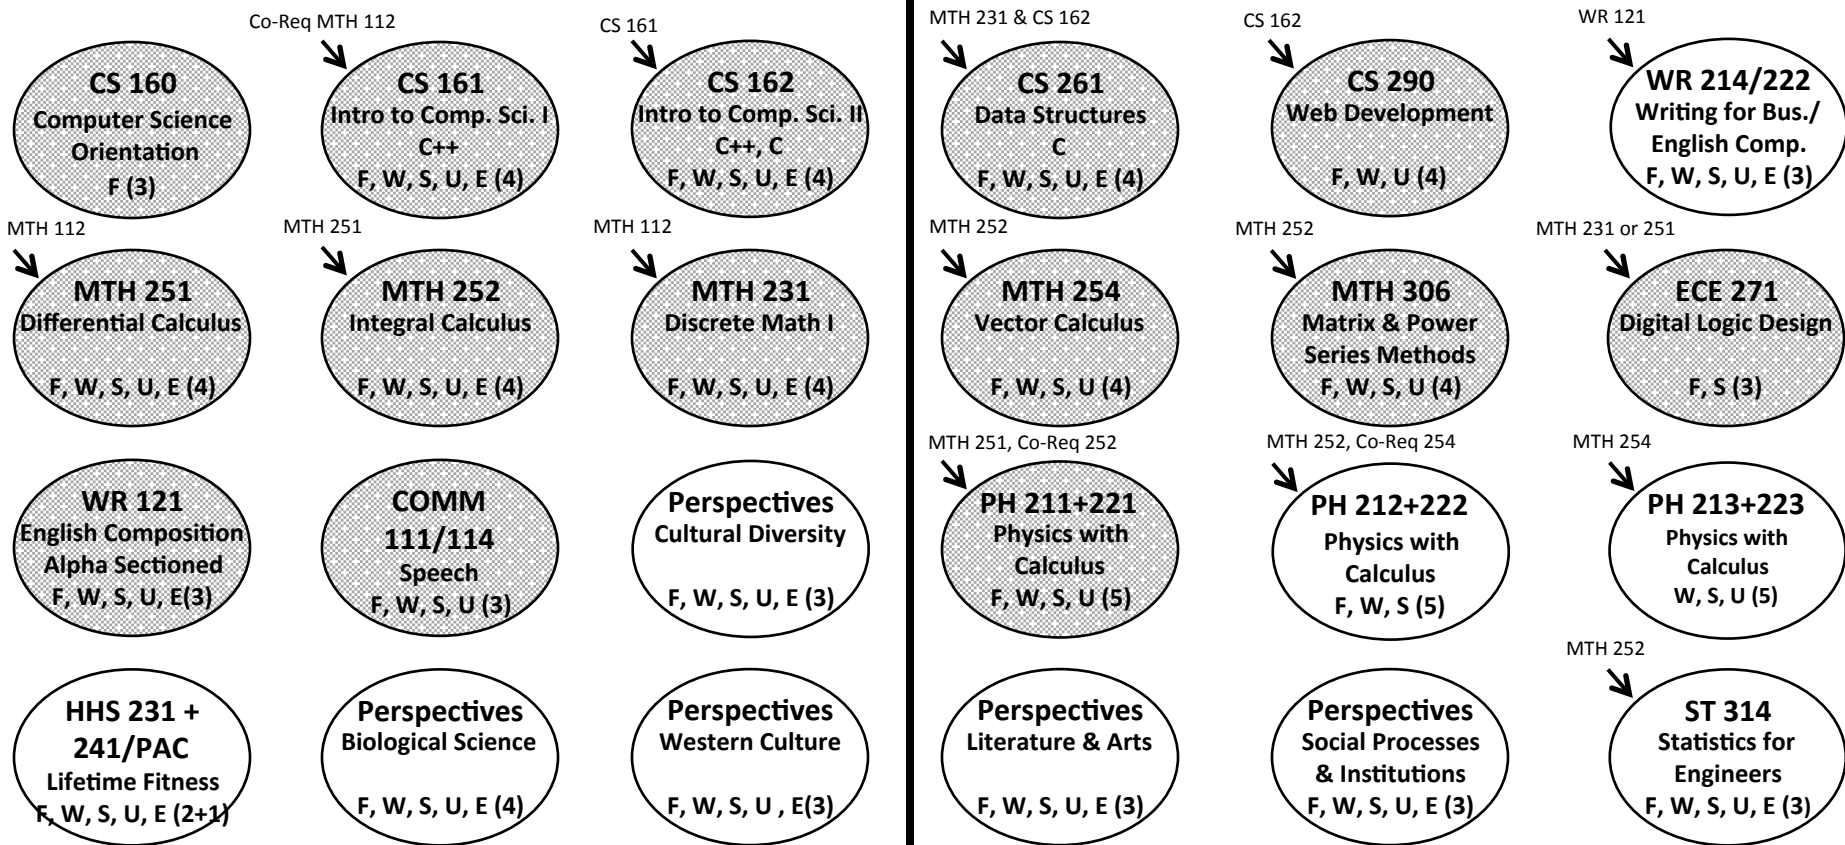 Co-Req MTH 112
CS 161
MTH 231 & CS 162
CS 162
WR 121
CS 160
Computer Science
Orientation
F (3)
CS 161
Intro to Comp. Sci. I
C++
F, W, S, U, E (4)
CS 162
Intro to Comp. Sci. II
C++, C
F, W, S, U, E (4)
CS 261
Data Structures
C
F, W, S, U, E (4)
CS 290
Web Development
F, W, U (4)
WR 214/222
Writing for Bus./
English Comp.
F, W, S, U, E (3)
MTH 112
MTH 251
MTH 112
MTH 252
MTH 252
MTH 231 or 251
MTH 251
Differential Calculus
F, W, S, U, E (4)
MTH 252
Integral Calculus
F, W, S, U, E (4)
MTH 231
Discrete Math I
F, W, S, U, E (4)
MTH 254
Vector Calculus
F, W, S, U (4)
MTH 306
Matrix & Power
Series Methods
F, W, S, U (4)
ECE 271
Digital Logic Design
F, S (3)
MTH 251, Co-Req 252
MTH 252, Co-Req 254
MTH 254
WR 121
English Composition
Alpha Sectioned
F, W, S, U, E(3)
COMM
111/114
Speech
F, W, S, U (3)
Perspectives
Cultural Diversity
F, W, S, U, E (3)
PH 211+221
Physics with
Calculus
F, W, S, U (5)
PH 212+222
Physics with
Calculus
F, W, S (5)
PH 213+223
Physics with
Calculus
W, S, U (5)
MTH 252
HHS 231 +
241/PAC
Lifetime Fitness
F, W, S, U, E (2+1)
Perspectives
Biological Science
F, W, S, U, E (4)
Perspectives
Western Culture
F, W, S, U , E(3)
Perspectives
Literature & Arts
F, W, S, U, E (3)
Perspectives
Social Processes
& Institutions
F, W, S, U, E (3)
ST 314
Statistics for
Engineers
F, W, S, U, E (3)